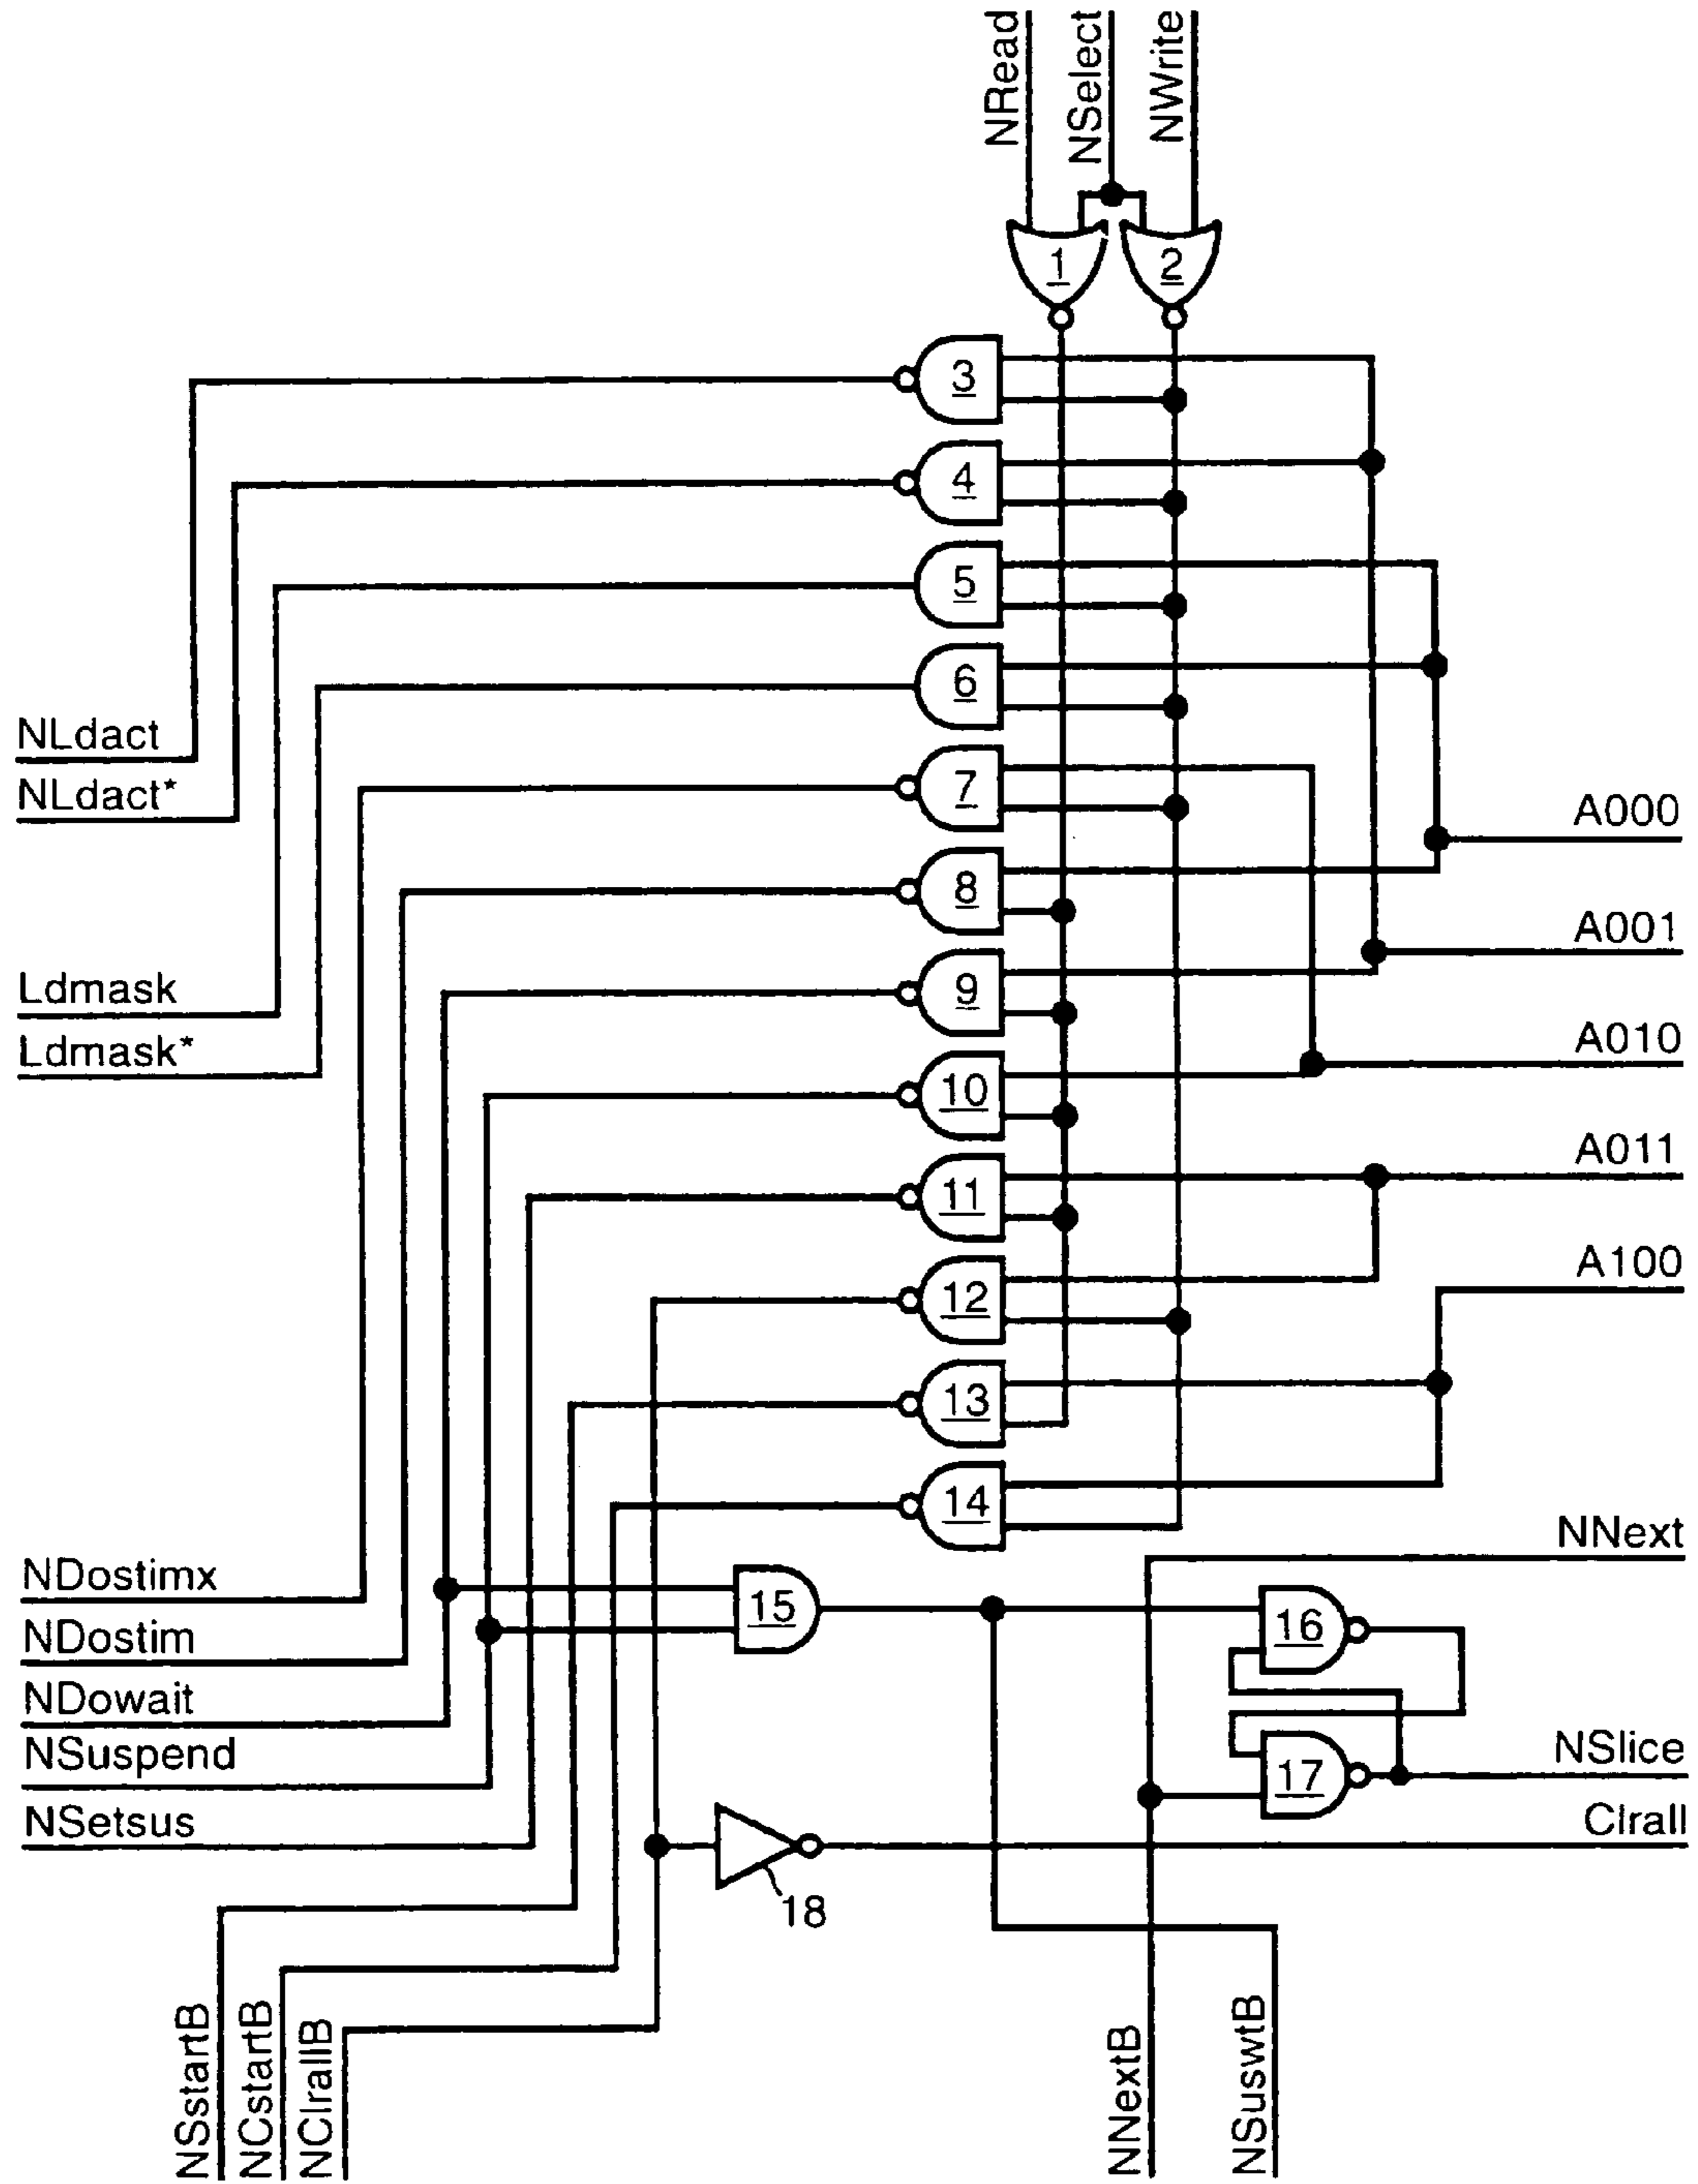 NRead
NSelect
NWrite
1
2
3
4
5
6
NLdact
7
NLdact*
A000
8
A001
Ldmask
9
Ldmask*
A010
10
A011
11
A100
12
13
14
NNext
NDostimx
15
16
NDostim
NDowait
NSuspend
17
NSlice
NSetsus
Clrall
18
NSstartB
NCstartB
NClrallB
NNextB
NSuswtB